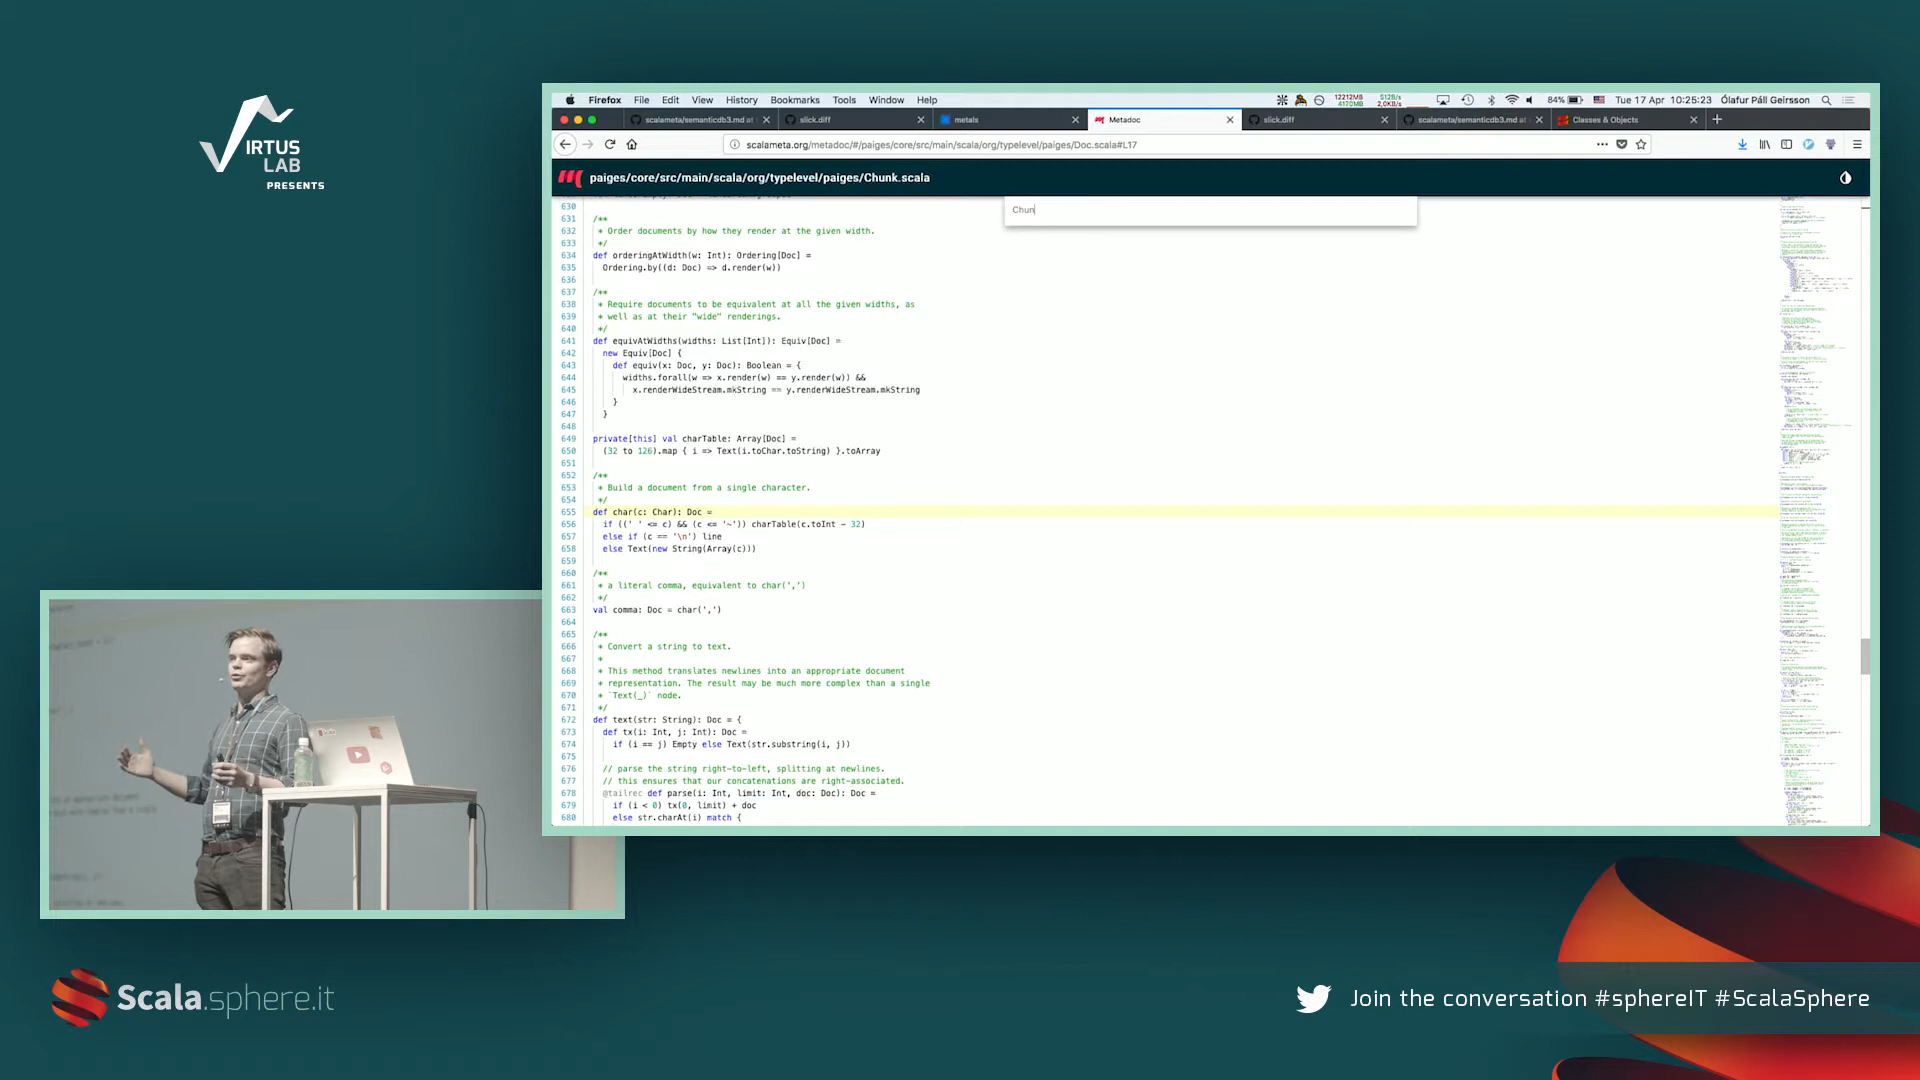 IRTUS
LAB
PRESENTS
Firefox File Edit View History Bookmarks Tools Window Help
12212MB
4170MB
512B/s
2,0KB/s
84% Tue 17 Apr 10:25:23 Ólafur Páll Geirsson
scalameta/semanticdb3.md at
slick.diff
metals
Metadoc
slick.diff
scalameta/semanticdb3.md at
Classes & Objects
scalameta.org/metadoc/#/paiges/core/src/main/scala/org/typelevel/paiges/Doc.scala#L17
paiges/core/src/main/scala/org/typelevel/paiges/Chunk.scala
Chun
630
631 /**
632 * Order documents by how they render at the given width.
633 */
634 def orderingAtWidth(w: Int): Ordering[Doc] =
635 Ordering.by((d: Doc) => d.render(w))
636
637 /**
638 * Require documents to be equivalent at all the given widths, as
639 * well as at their "wide" renderings.
640 */
641 def equivAtWidths(widths: List[Int]): Equiv[Doc] =
642 new Equiv[Doc] {
643 def equiv(x: Doc, y: Doc): Boolean = {
644 widths.forall(w => x.render(w) == y.render(w)) &&
645 x.renderWideStream.mkString == y.renderWideStream.mkString
646 }
647 }
648
649 private[this] val charTable: Array[Doc] =
650 (32 to 126).map { i => Text(i.toChar.toString) }.toArray
651
652 /**
653 * Build a document from a single character.
654 */
655 def char(c: Char): Doc =
656 if ((' ' <= c) && (c <= '~')) charTable(c.toInt - 32)
657 else if (c == '\n') line
658 else Text(new String(Array(c)))
659
660 /**
661 * a literal comma, equivalent to char(',')
662 */
663 val comma: Doc = char(',')
664
665 /**
666 * Convert a string to text.
667 *
668 * This method translates newlines into an appropriate document
669 * representation. The result may be much more complex than a single
670 * `Text(_)` node.
671 */
672 def text(str: String): Doc = {
673 def tx(i: Int, j: Int): Doc =
674 if (i == j) Empty else Text(str.substring(i, j))
675
676 // parse the string right-to-left, splitting at newlines.
677 // this ensures that our concatenations are right-associated.
678 @tailrec def parse(i: Int, limit: Int, doc: Doc): Doc =
679 if (i < 0) tx(0, limit) + doc
680 else str.charAt(i) match {
Scala.sphere.it
Join the conversation #sphereIT #ScalaSphere